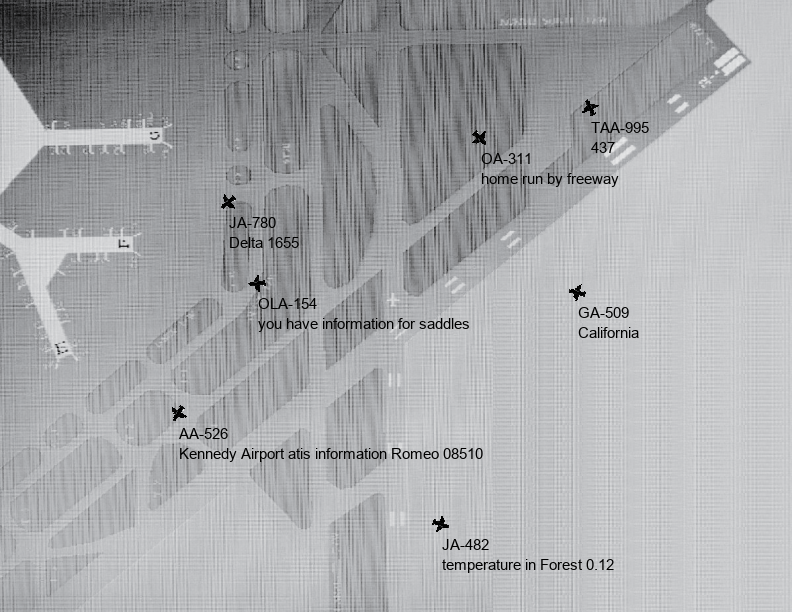 TAA-995
437
OA-311
home run by freeway
JA-780
Delta 1655
OLA-154
you have information for saddles
GA-509
California
AA-526
Kennedy Airport atis information Romeo 08510
JA-482
temperature in Forest 0.12